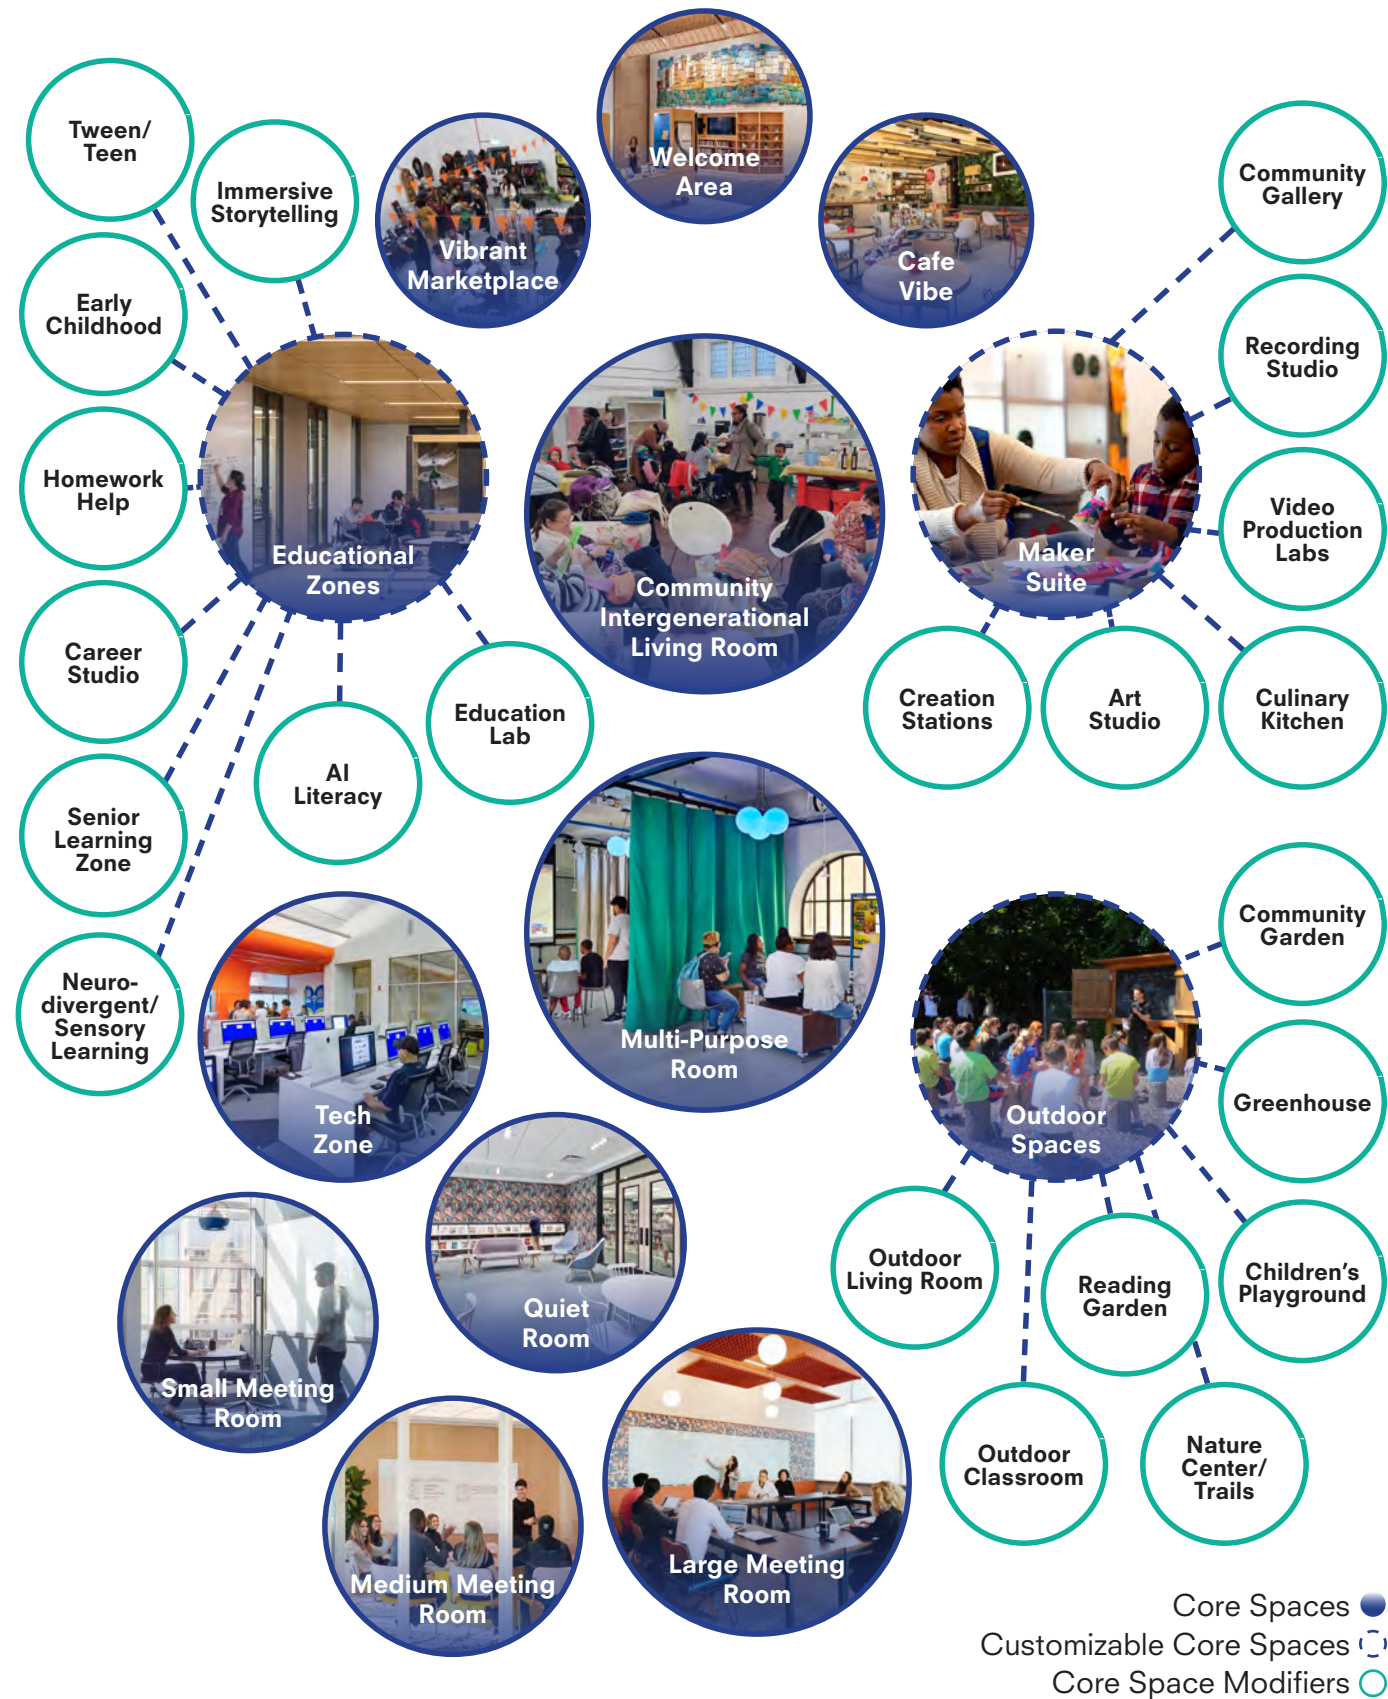 Tween/
Teen
Immersive
Storytelling
Vibrant
Marketplace
Welcome
Area
Cafe
Vibe
Community
Gallery
Early
Childhood
Recording
Studio
Homework
Help
Educational
Zones
Community
Intergenerational
Living Room
Maker
Suite
Video
Production
Labs
Career
Studio
Education
Lab
Creation
Stations
Art
Studio
Culinary
Kitchen
AI
Literacy
Senior
Learning
Zone
Neuro-
divergent/
Sensory
Learning
Tech
Zone
Multi-Purpose
Room
Outdoor
Spaces
Community
Garden
Greenhouse
Quiet
Room
Outdoor
Living Room
Reading
Garden
Children's
Playground
Small Meeting
Room
Outdoor
Classroom
Nature
Center/
Trails
Medium Meeting
Room
Large Meeting
Room
Core Spaces
Customizable Core Spaces
Core Space Modifiers